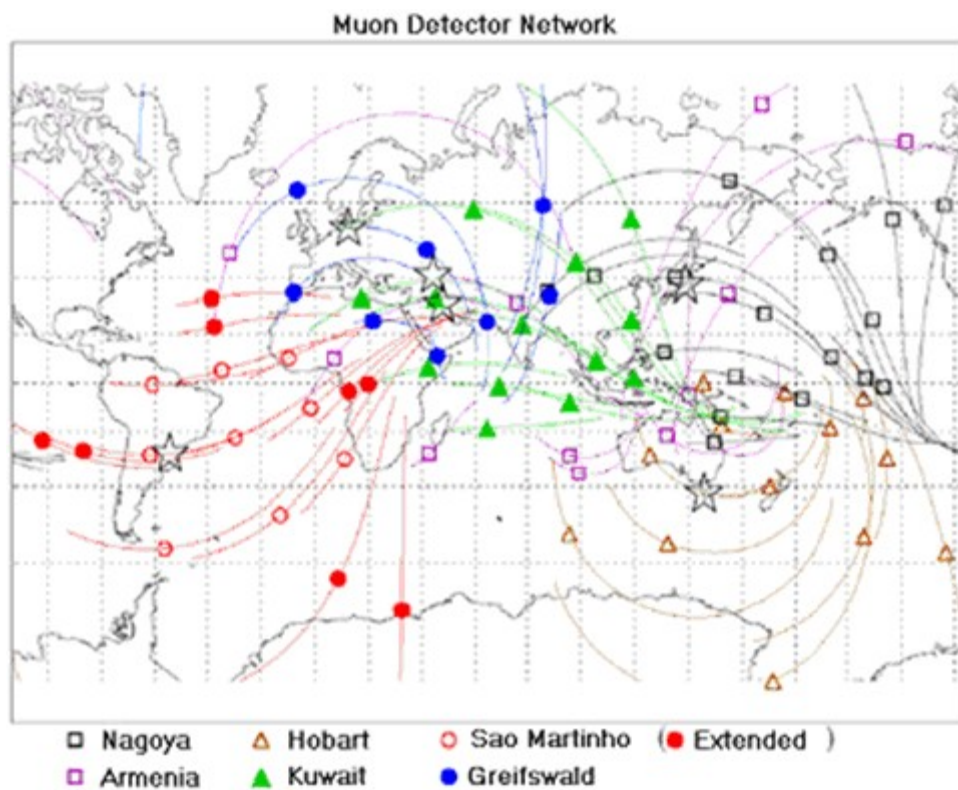 Muon Detector Network
Nagoya Hobart Sao Martinho ( Extended )
Armenia Kuwait Greifswald